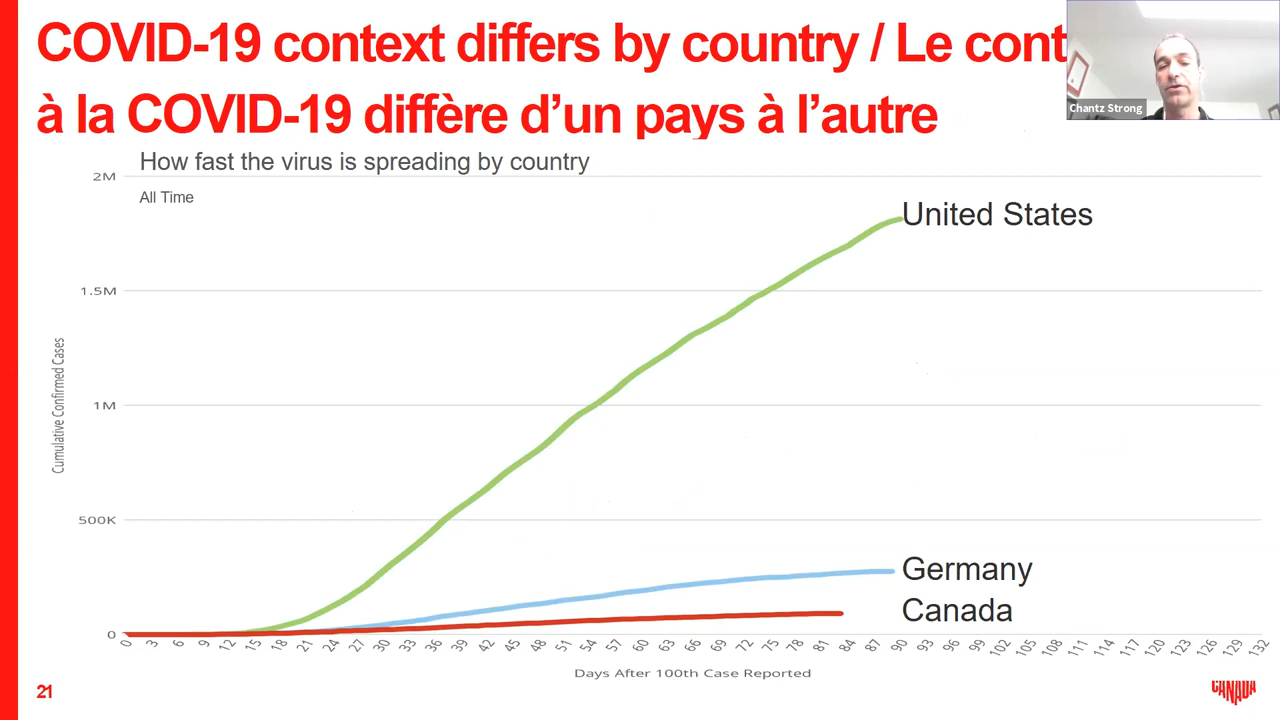 COVID-19 context differs by country / Le cont
à la COVID-19 diffère d’un pays à l’autre
Chantz Strong
How fast the virus is spreading by country
All Time
2M
1.5M
1M
500K
0
Cumulative Confirmed Cases
United States
Germany
Canada
0 3 6 9 12 15 18 21 24 27 30 33 36 39 42 45 48 51 54 57 60 63 66 69 72 75 78 81 84 87 90 93 96 99 102 105 108 111 114 117 120 123 126 129 132
Days After 100th Case Reported
21
CANADA